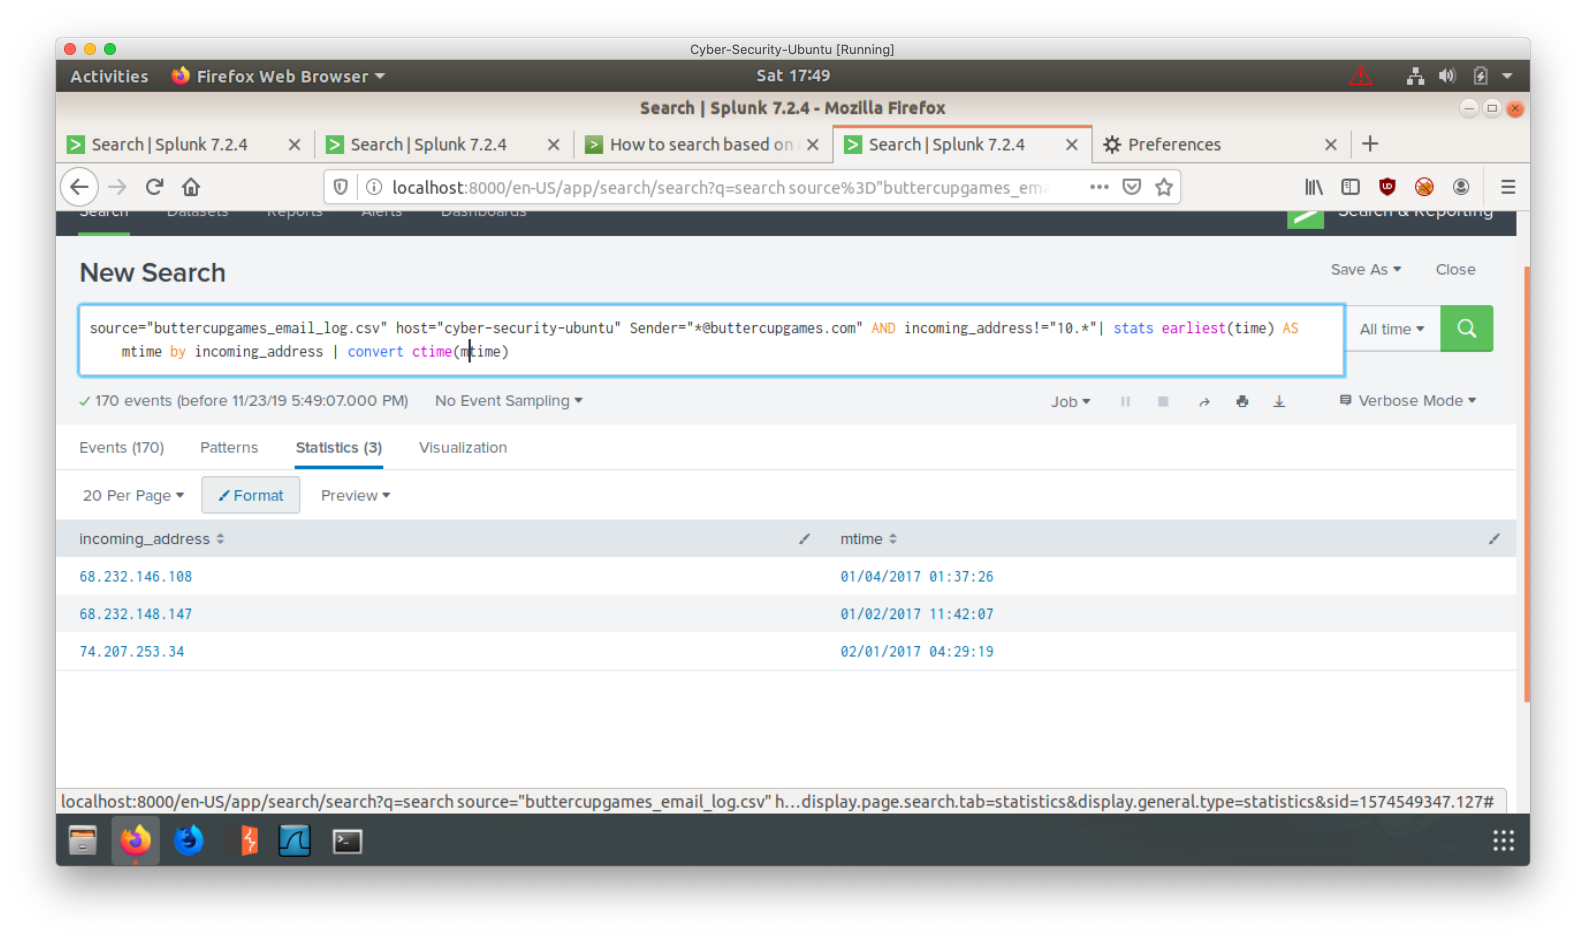 Cyber-Security-Ubuntu [Running]
Activities Firefox Web Browser Sat 17:49
Search | Splunk 7.2.4 - Mozilla Firefox
Search | Splunk 7.2.4 Search | Splunk 7.2.4 How to search based on Search | Splunk 7.2.4 Preferences
localhost:8000/en-US/app/search/search?q=search source%3D"buttercupgames_ema
Search Datasets Reports Alerts Dashboards Search & Reporting
New Search
Save As Close
source="buttercupgames_email_log.csv" host="cyber-security-ubuntu" Sender="*@buttercupgames.com" AND incoming_address!="10.*"| stats earliest(time) AS
mtime by incoming_address | convert ctime(mtime)
All time
170 events (before 11/23/19 5:49:07.000 PM) No Event Sampling Job Verbose Mode
Events (170) Patterns Statistics (3) Visualization
20 Per Page Format Preview
incoming_address mtime
68.232.146.108 01/04/2017 01:37:26
68.232.148.147 01/02/2017 11:42:07
74.207.253.34 02/01/2017 04:29:19
localhost:8000/en-US/app/search/search?q=search source="buttercupgames_email_log.csv" h...display.page.search.tab=statistics&display.general.type=statistics&sid=1574549347.127#